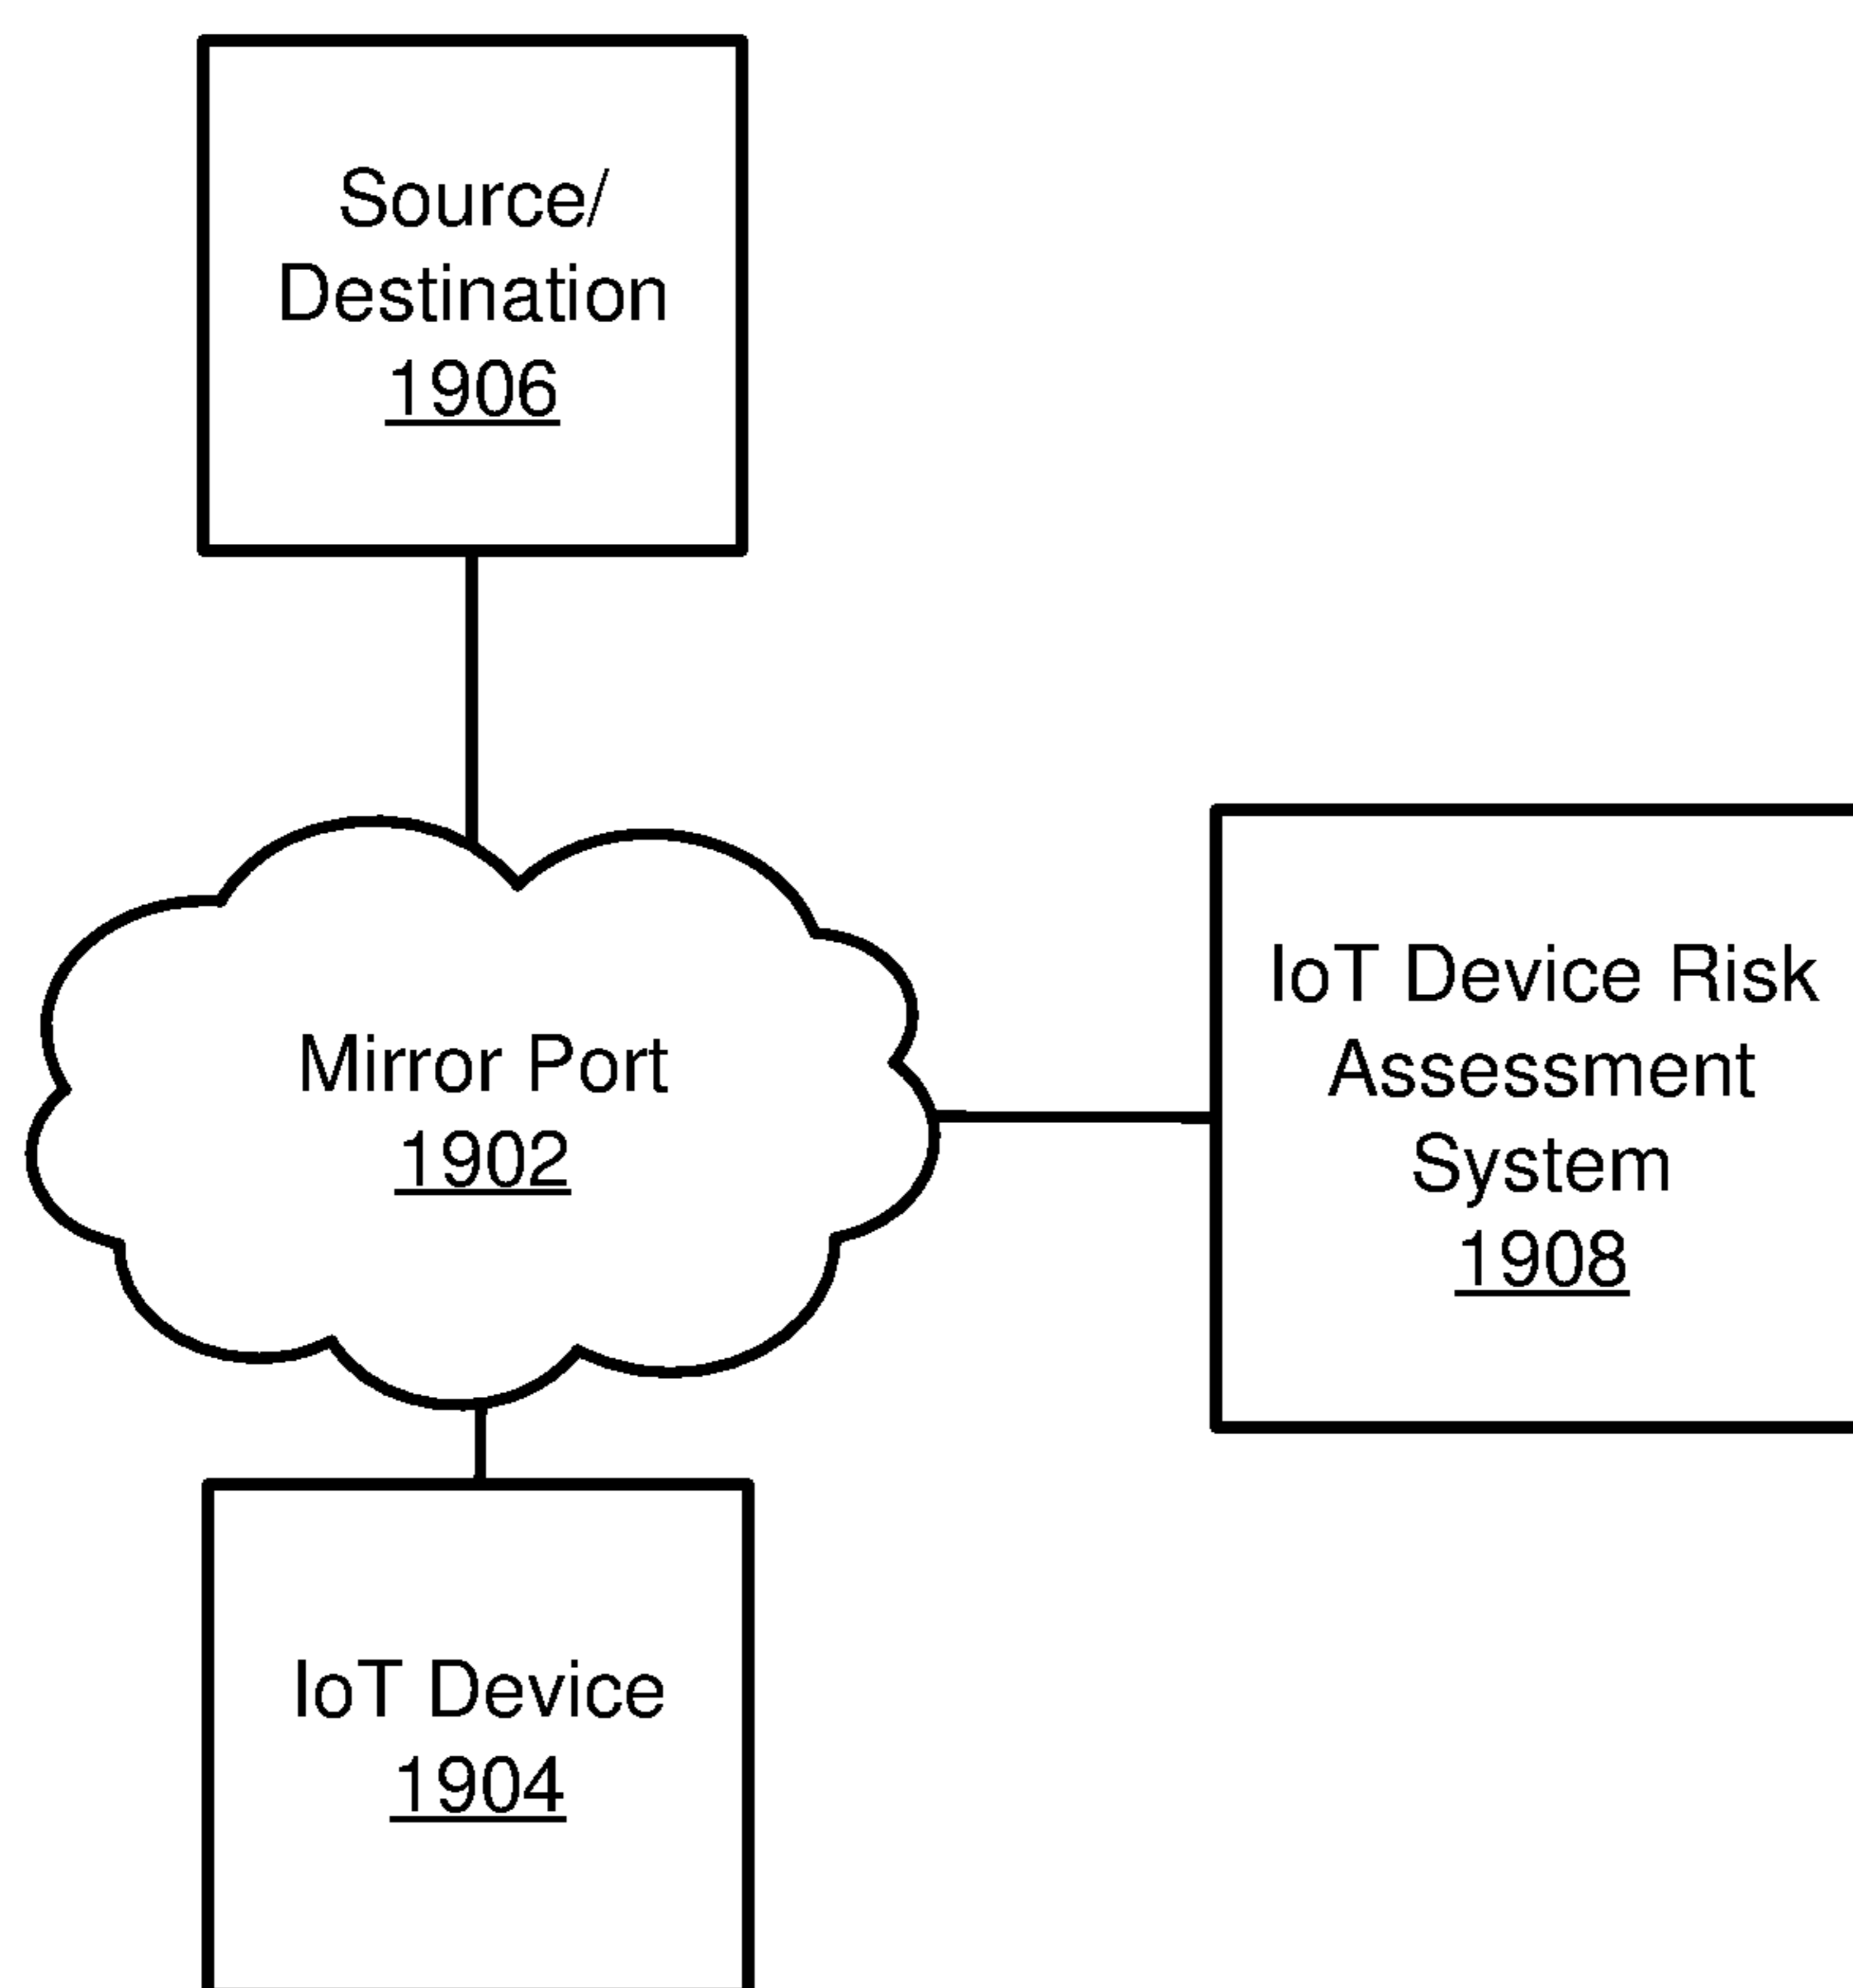 Source/
Destination
1906
Mirror Port
1902
IoT Device Risk
Assessment
System
1908
IoT Device
1904